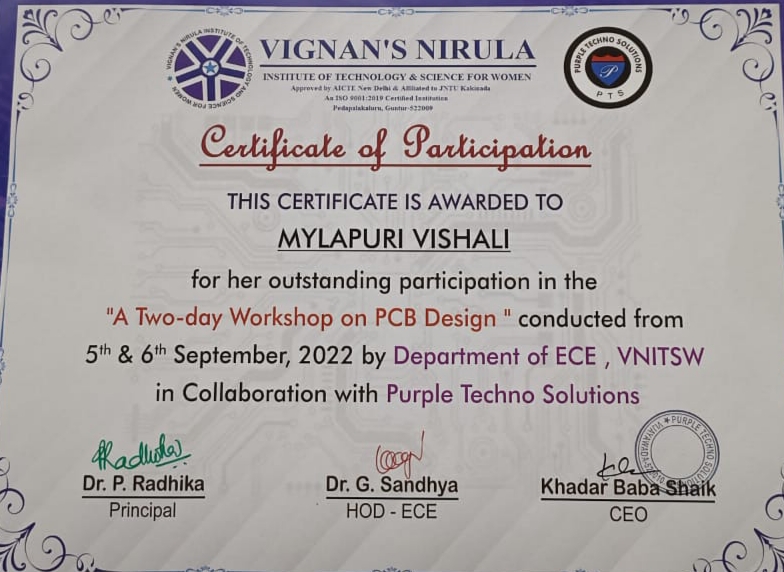 VIGNAN'S NIRULA INSTITUTE OF TECHNOLOGY AND SCIENCE FOR WOMEN
VIGNAN'S NIRULA
INSTITUTE OF TECHNOLOGY & SCIENCE FOR WOMEN
Approved by AICTE New Delhi & Affiliated to JNTU Kakinada
An ISO 9001:2019 Certified Institution
Pedapalakaluru, Guntur-522009
PURPLE TECHNO SOLUTIONS
P
PTS
Certificate of Participation
THIS CERTIFICATE IS AWARDED TO
MYLAPURI VISHALI
for her outstanding participation in the
"A Two-day Workshop on PCB Design " conducted from
5th & 6th September, 2022 by Department of ECE , VNITSW
in Collaboration with Purple Techno Solutions
PURPLE TECHNO SOLUTIONS
Radhika
Dr. P. Radhika
Principal
Dr. G. Sandhya
HOD - ECE
Khadar Baba Shaik
CEO